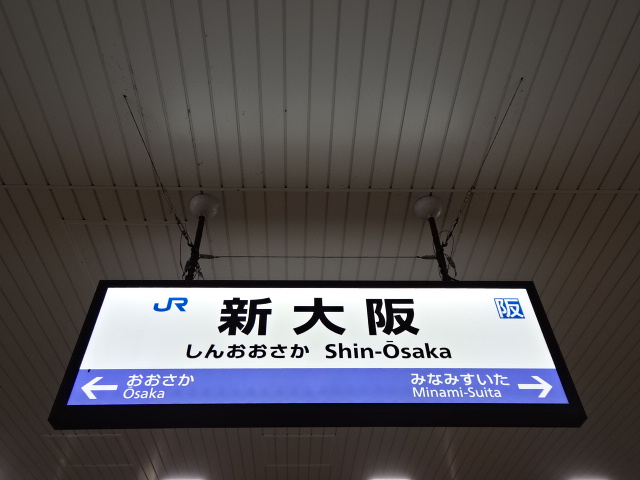 JR 新大阪 阪
しんおおさか Shin-Ōsaka
← おおさか みなみすいた →
Ōsaka Minami-Suita